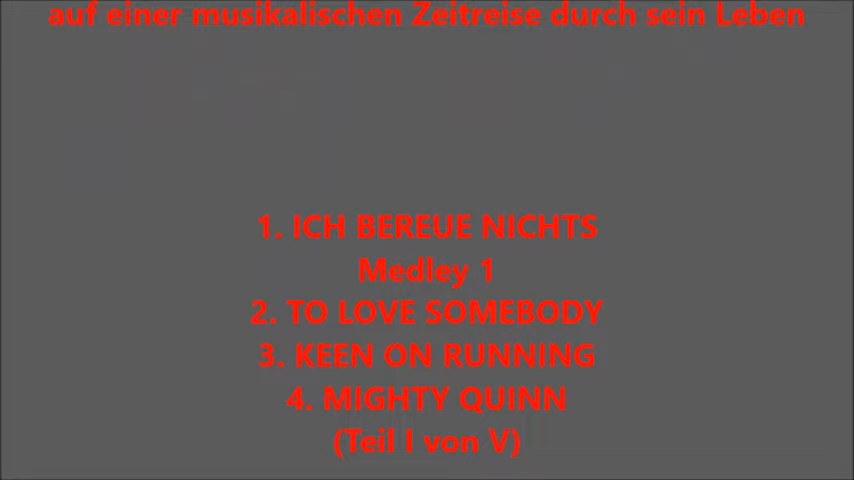 auf einer musikalischen Zeitreise durch sein Leben
1. ICH BEREUE NICHTS
Medley 1
2. TO LOVE SOMEBODY
3. KEEN ON RUNNING
4. MIGHTY QUINN
(Teil I von V)